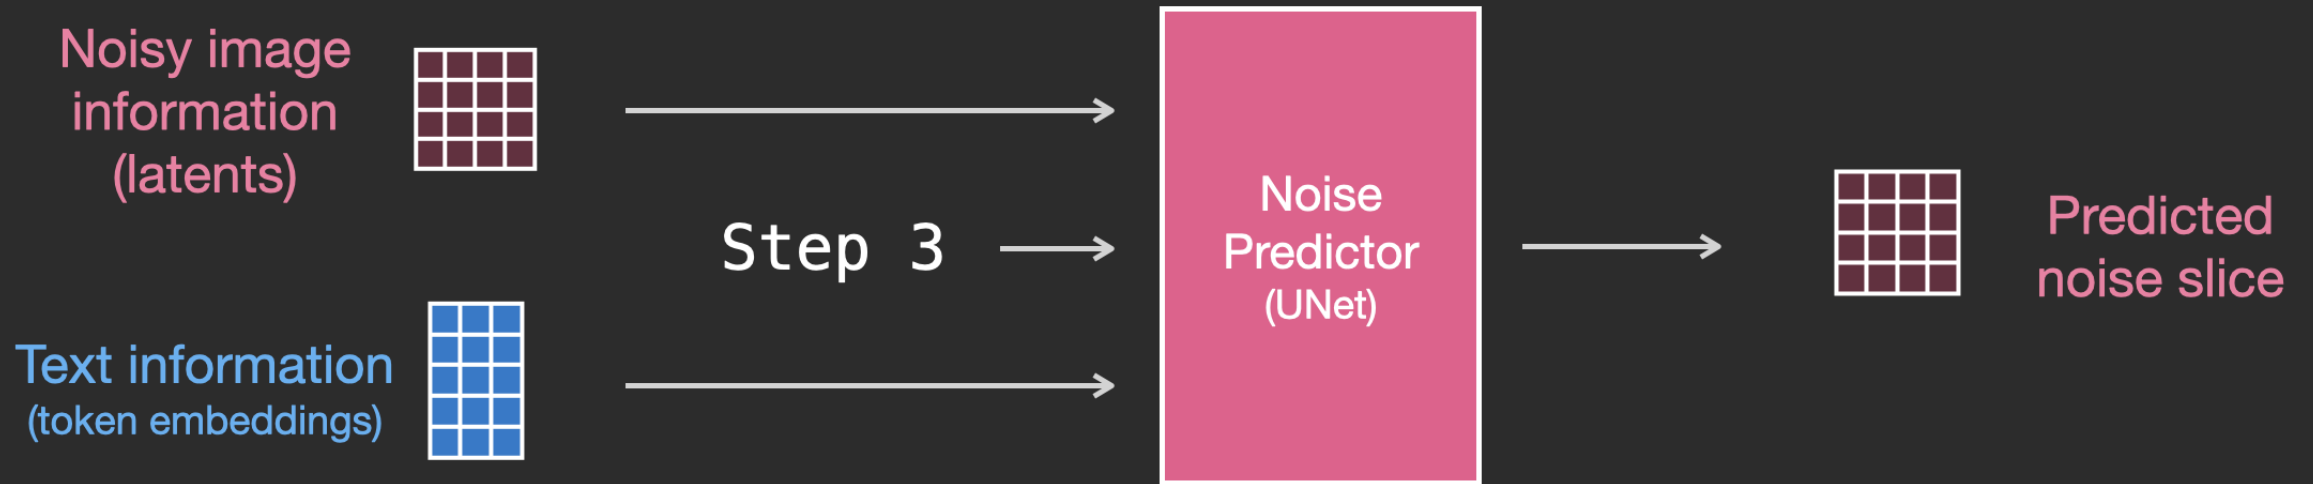 Noisy image
information
(latents)
Step 3
Text information
(token embeddings)
Noise
Predictor
(UNet)
Predicted
noise slice